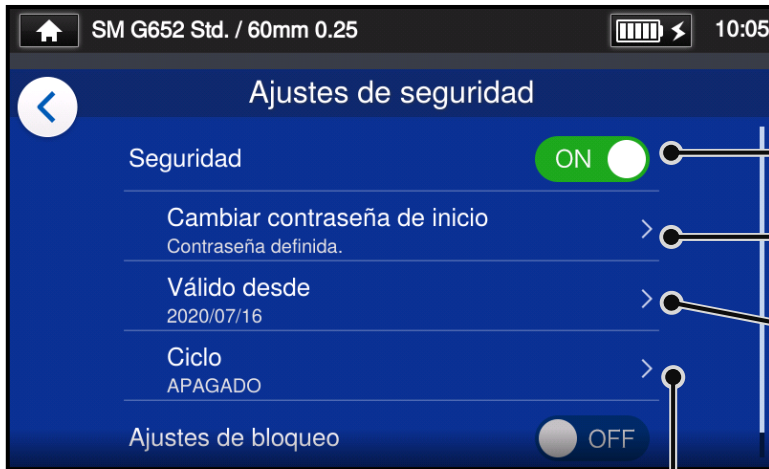 SM G652 Std. / 60mm 0.25 10:05
Ajustes de seguridad
Seguridad ON
Cambiar contraseña de inicio
Contraseña definida.
Válido desde
2020/07/16
Ciclo
APAGADO
Ajustes de bloqueo OFF